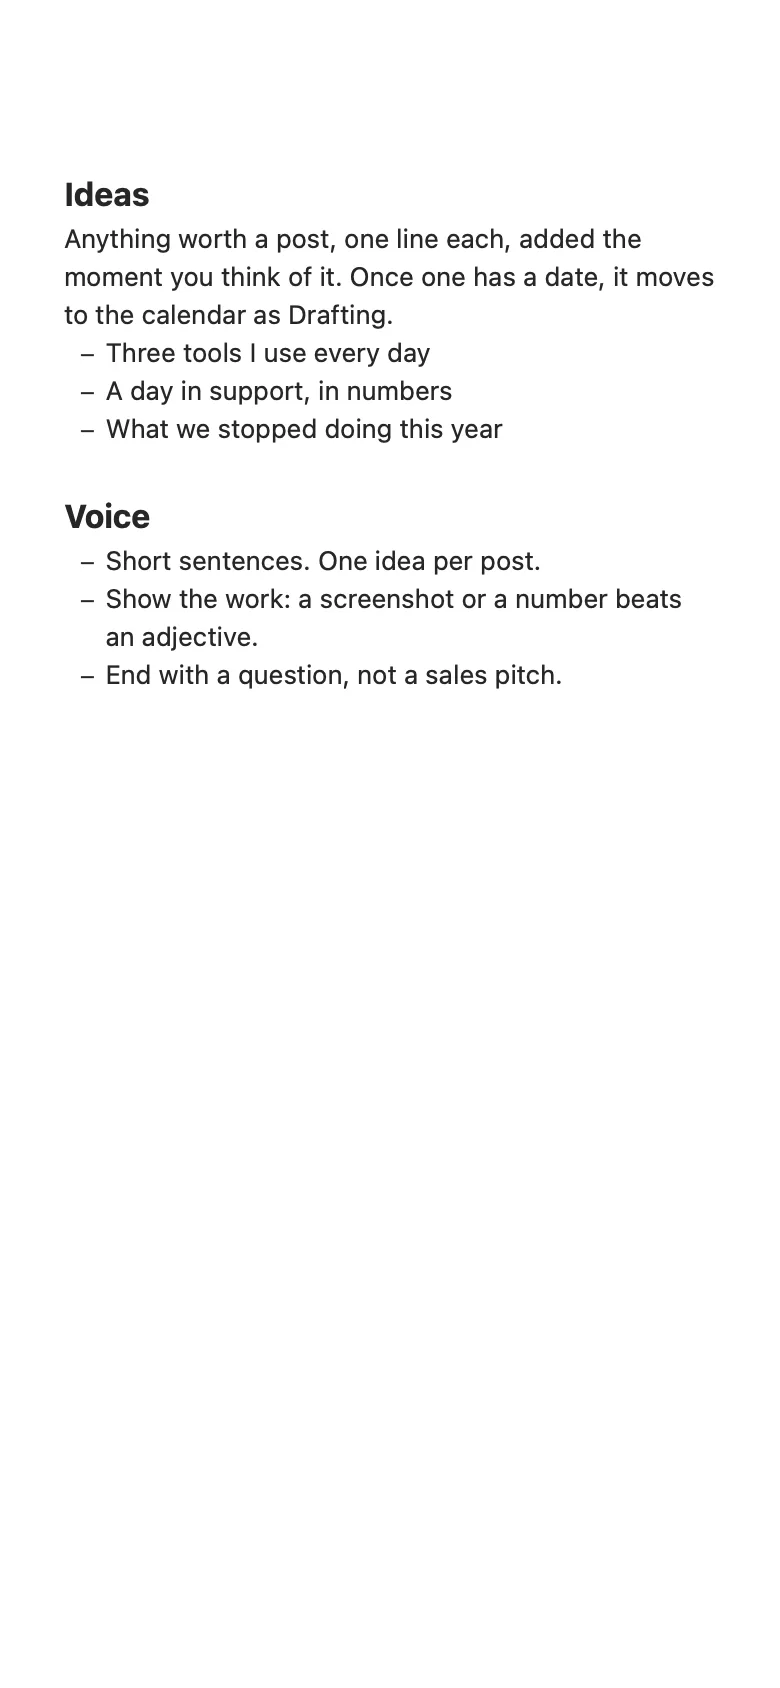 Ideas
Anything worth a post, one line each, added the
moment you think of it. Once one has a date, it moves
to the calendar as Drafting.
– Three tools I use every day
– A day in support, in numbers
– What we stopped doing this year
Voice
– Short sentences. One idea per post.
– Show the work: a screenshot or a number beats
an adjective.
– End with a question, not a sales pitch.